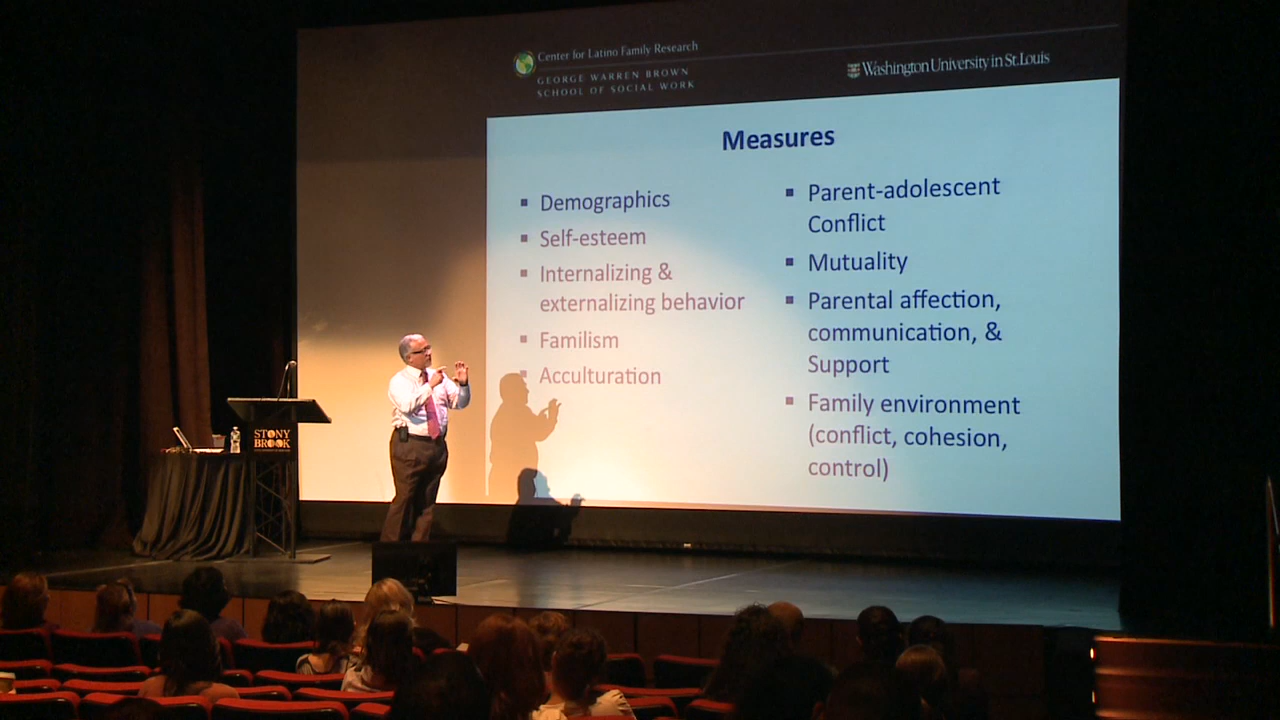 Center for Latino Family Research
GEORGE WARREN BROWN
SCHOOL OF SOCIAL WORK
Washington University in St.Louis
Measures
▪ Demographics
▪ Self-esteem
▪ Internalizing &
externalizing behavior
▪ Familism
▪ Acculturation
▪ Parent-adolescent
Conflict
▪ Mutuality
▪ Parental affection,
communication, &
Support
▪ Family environment
(conflict, cohesion,
control)
STONY
BROOK